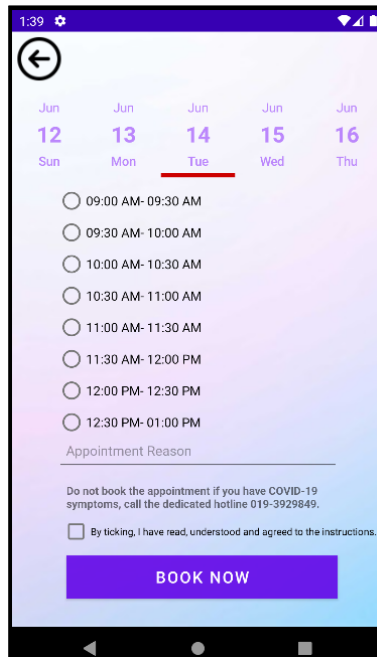 1:39
Jun Jun Jun Jun Jun
12 13 14 15 16
Sun Mon Tue Wed Thu
09:00 AM- 09:30 AM
09:30 AM- 10:00 AM
10:00 AM- 10:30 AM
10:30 AM- 11:00 AM
11:00 AM- 11:30 AM
11:30 AM- 12:00 PM
12:00 PM- 12:30 PM
12:30 PM- 01:00 PM
Appointment Reason
Do not book the appointment if you have COVID-19
symptoms, call the dedicated hotline 019-3929849.
By ticking, I have read, understood and agreed to the instructions.
BOOK NOW